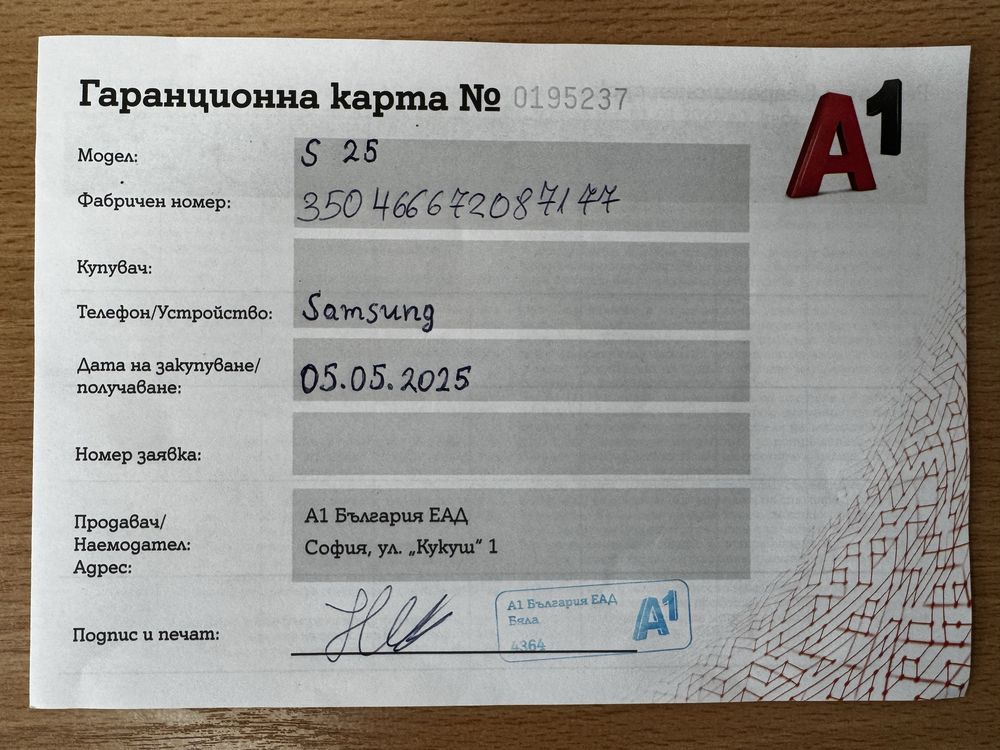 Гаранционна карта № 0195237
A1
Модел: S 25
Фабричен номер: 350466672087177
Купувач:
Телефон/Устройство: Samsung
Дата на закупуване/
получаване: 05.05.2025
Номер заявка:
Продавач/
Наемодател:
Адрес:
А1 България ЕАД
София, ул. „Кукуш“ 1
Подпис и печат:
А1 България ЕАД
Бяла
4364
A1